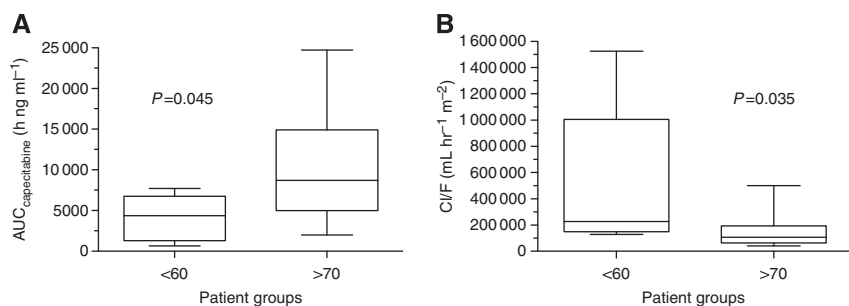 A
AUCcapecitabine (h ng ml−1)
25 000
20 000
15 000
10 000
5000
0
P=0.045
<60
>70
Patient groups
B
Cl/F (mL hr−1 m−2)
1 600 000
1 400 000
1 200 000
1 000 000
800 000
600 000
400 000
200 000
0
P=0.035
<60
>70
Patient groups